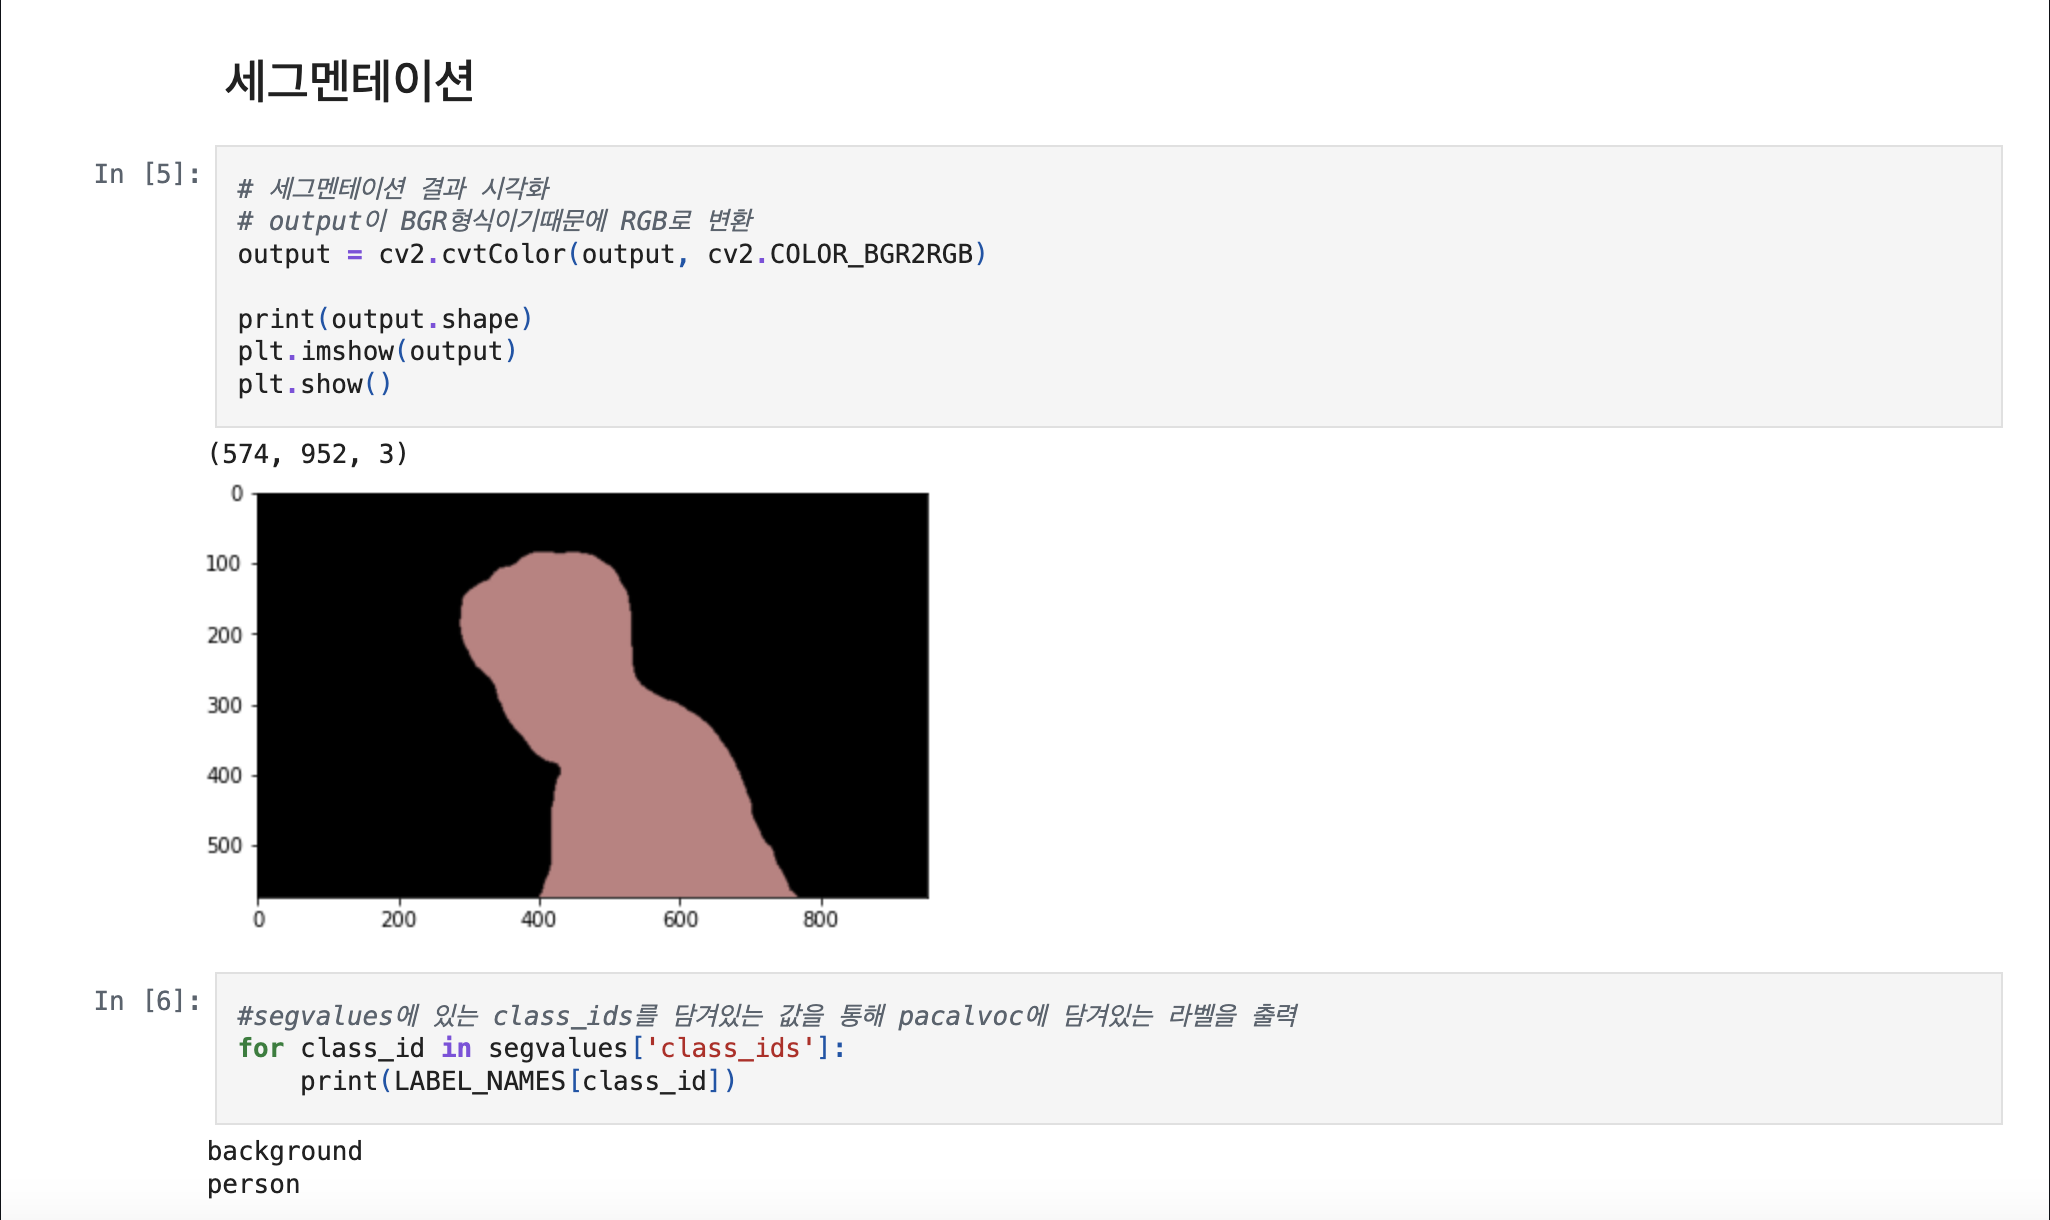 세그멘테이션
In [5]:
# 세그멘테이션 결과 시각화
# output이 BGR형식이기때문에 RGB로 변환
output = cv2.cvtColor(output, cv2.COLOR_BGR2RGB)
print(output.shape)
plt.imshow(output)
plt.show()
(574, 952, 3)
0
100
200
300
400
500
0 200 400 600 800
In [6]:
#segvalues에 있는 class_ids를 담겨있는 값을 통해 pacalvoc에 담겨있는 라벨을 출력
for class_id in segvalues['class_ids']:
    print(LABEL_NAMES[class_id])
background
person